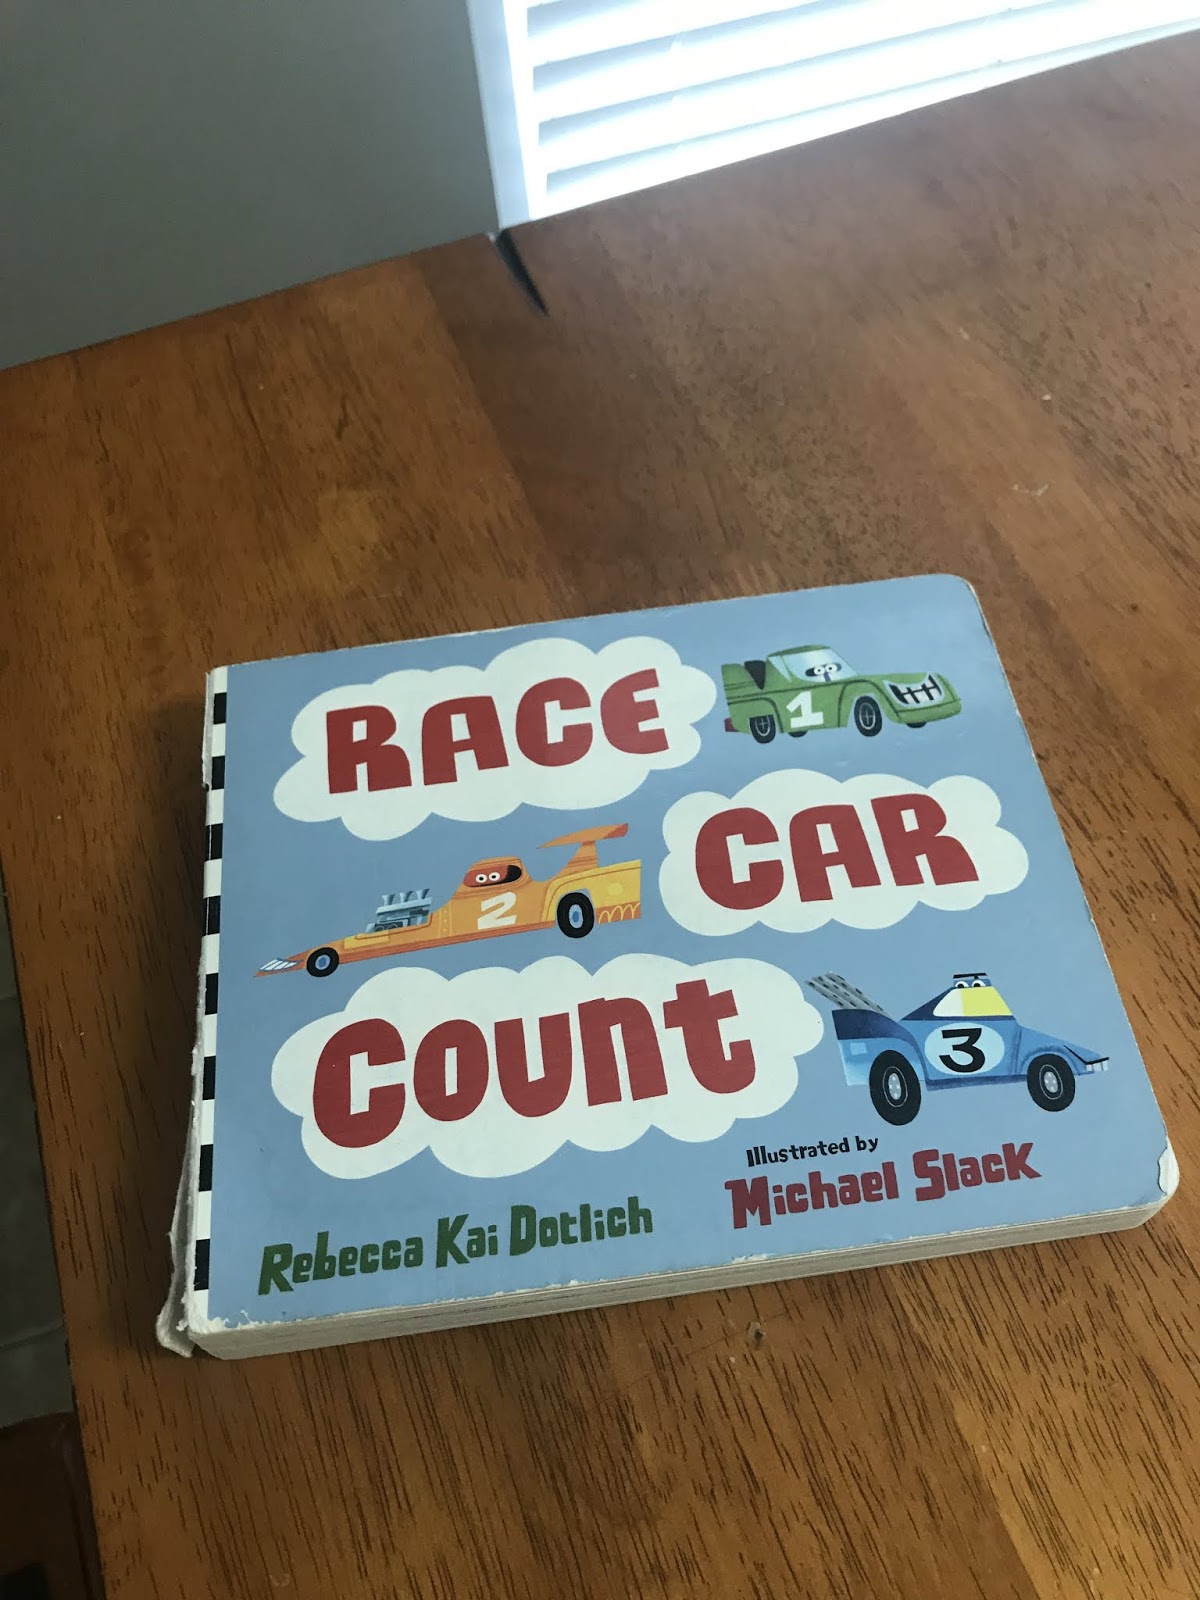 RACE
1
CAR
2
COUNT
3
Illustrated by
Michael Slack
Rebecca Kai Dotlich